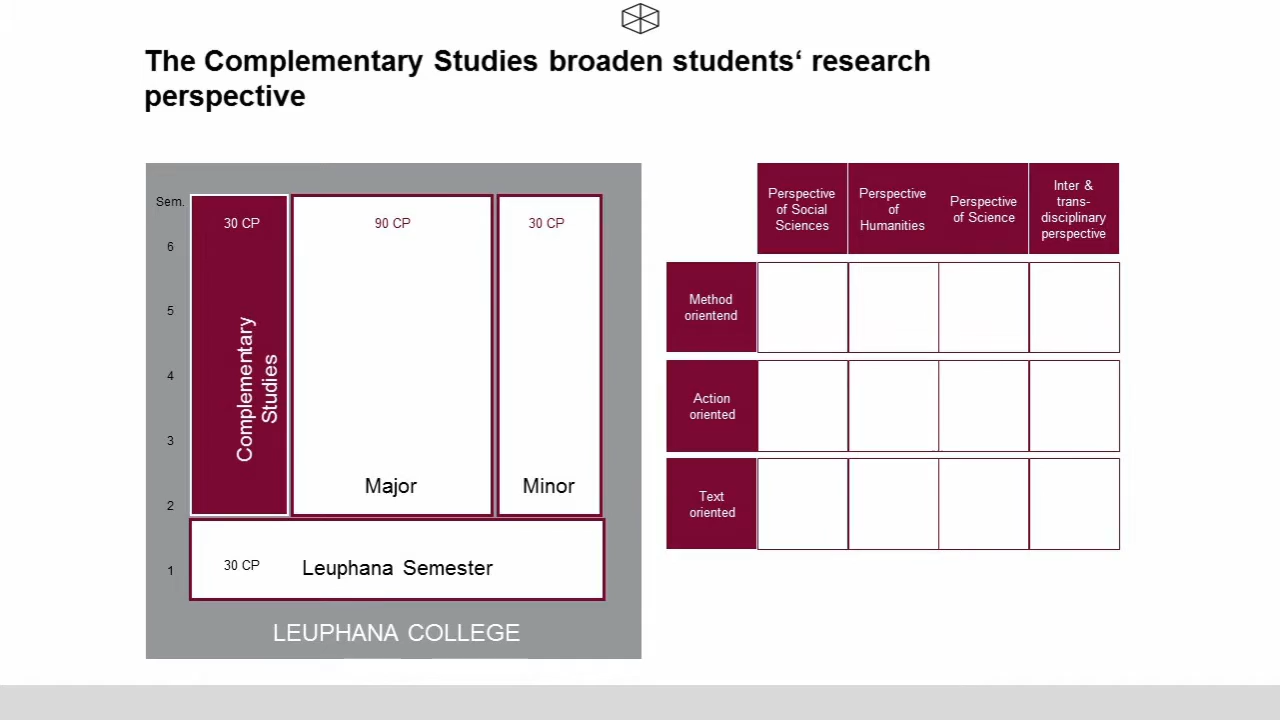 The Complementary Studies broaden students‘ research
perspective
Sem.
6
5
4
3
2
1
30 CP
Complementary
Studies
90 CP
Major
30 CP
Minor
30 CP
Leuphana Semester
LEUPHANA COLLEGE
Perspective
of Social
Sciences
Perspective
of
Humanities
Perspective
of Science
Inter &
trans-
disciplinary
perspective
Method
orientend
Action
oriented
Text
oriented